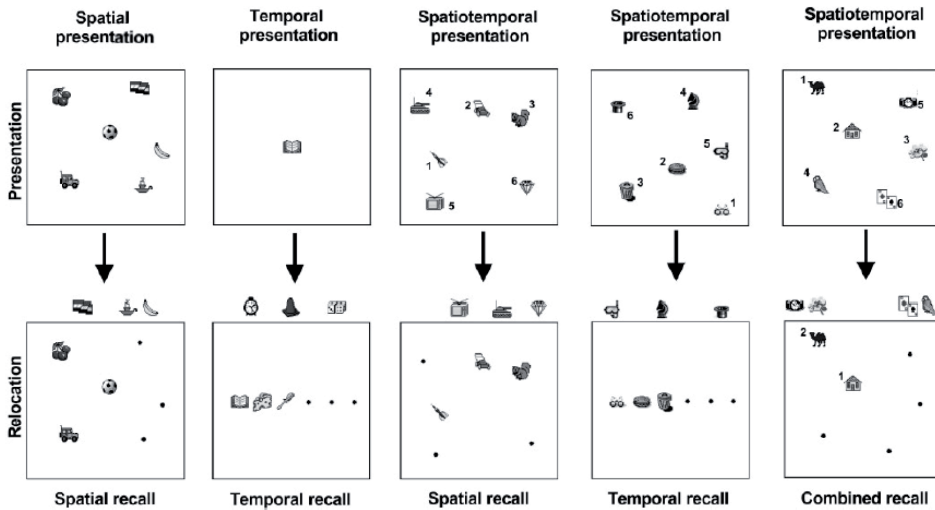 Spatial presentation
Temporal presentation
Spatiotemporal presentation
Spatiotemporal presentation
Spatiotemporal presentation
Presentation
4
2
3
1
6
5
4
6
5
2
3
1
1
5
2
3
4
6
Relocation
2
1
Spatial recall
Temporal recall
Spatial recall
Temporal recall
Combined recall